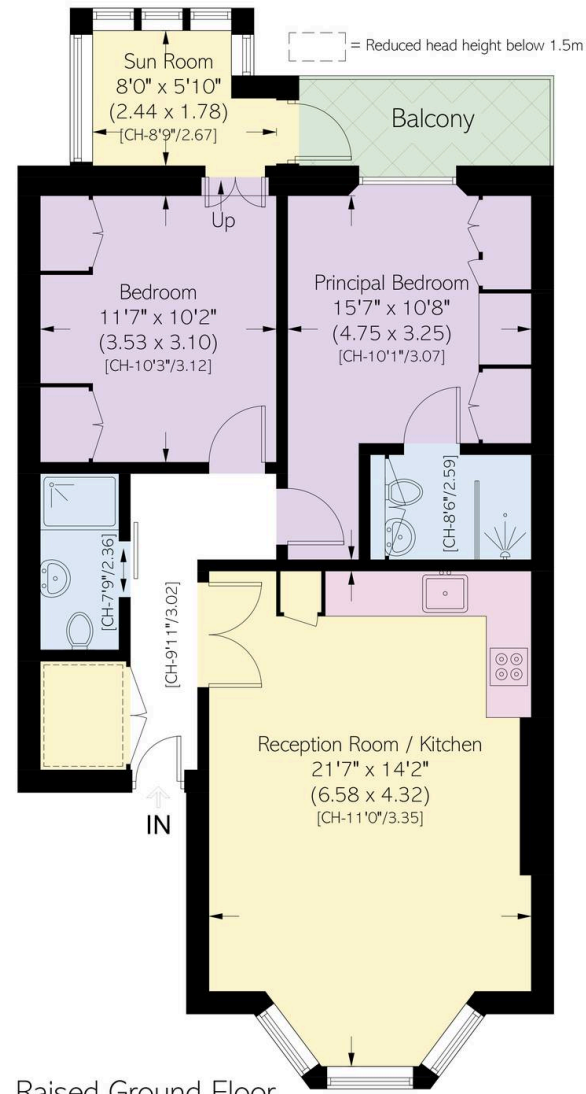 = Reduced head height below 1.5m
Sun Room
8'0" x 5'10"
(2.44 x 1.78)
[CH-8'9"/2.67]
Balcony
Up
Bedroom
11'7" x 10'2"
(3.53 x 3.10)
[CH-10'3"/3.12]
Principal Bedroom
15'7" x 10'8"
(4.75 x 3.25)
[CH-10'1"/3.07]
[CH-8'6"/2.59]
[CH-7'9"/2.36]
[CH-9'11"/3.02]
Reception Room / Kitchen
21'7" x 14'2"
(6.58 x 4.32)
[CH-11'0"/3.35]
IN
Raised Ground Floor